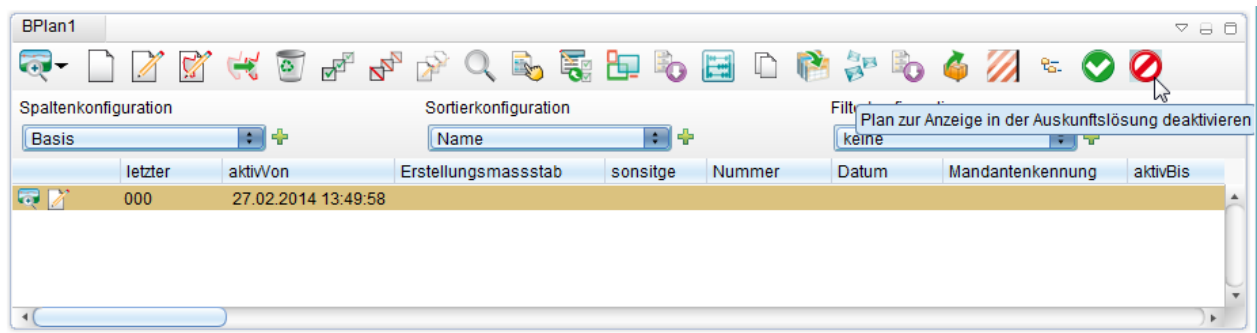 BPlan1
Spaltenkonfiguration Sortierkonfiguration
Plan zur Anzeige in der Auskunftslösung deaktivieren
Basis Name keine
letzter aktivVon Erstellungsmassstab sonsitge Nummer Datum Mandantenkennung aktivBis
000 27.02.2014 13:49:58